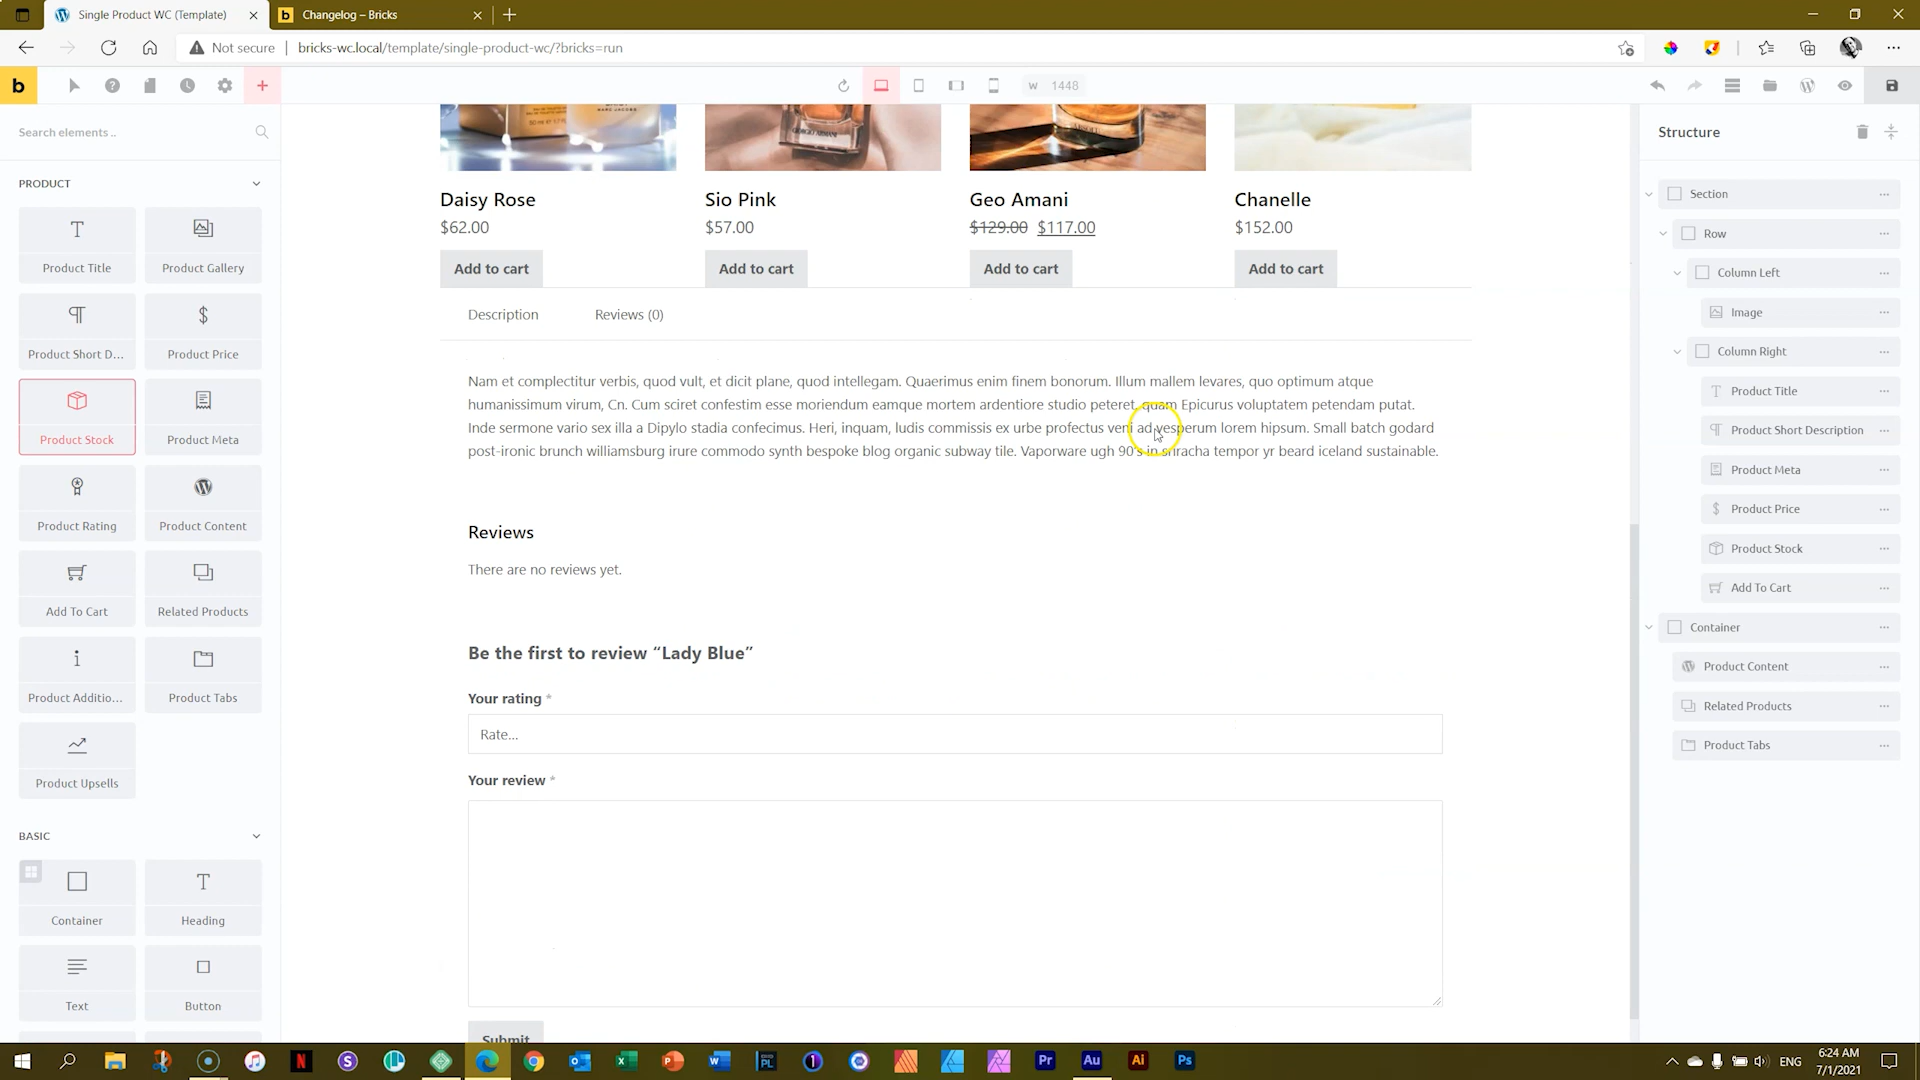 Single Product WC (Template)
b Changelog – Bricks
Not secure
bricks-wc.local/template/single-product-wc/?bricks=run
b
W 1448
Search elements ..
PRODUCT
Product Title
Product Gallery
Product Short D...
Product Price
Product Stock
Product Meta
Product Rating
Product Content
Add To Cart
Related Products
Product Additio...
Product Tabs
Product Upsells
BASIC
Container
Heading
Text
Button
Daisy Rose
$62.00
Add to cart
Sio Pink
$57.00
Add to cart
Geo Amani
$129.00 $117.00
Add to cart
Chanelle
$152.00
Add to cart
Description
Reviews (0)
Nam et complectitur verbis, quod vult, et dicit plane, quod intellegam. Quaerimus enim finem bonorum. Illum mallem levares, quo optimum atque
humanissimum virum, Cn. Cum sciret confestim esse moriendum eamque mortem ardentiore studio peteret, quam Epicurus voluptatem petendam putat.
Inde sermone vario sex illa a Dipylo stadia confecimus. Heri, inquam, ludis commissis ex urbe profectus veni ad vesperum lorem hipsum. Small batch godard
post-ironic brunch williamsburg irure commodo synth bespoke blog organic subway tile. Vaporware ugh 90's in sriracha tempor yr beard iceland sustainable.
Reviews
There are no reviews yet.
Be the first to review “Lady Blue”
Your rating *
Rate...
Your review *
Submit
Structure
Section
Row
Column Left
Image
Column Right
Product Title
Product Short Description
Product Meta
Product Price
Product Stock
Add To Cart
Container
Product Content
Related Products
Product Tabs
ENG
6:24 AM
7/1/2021